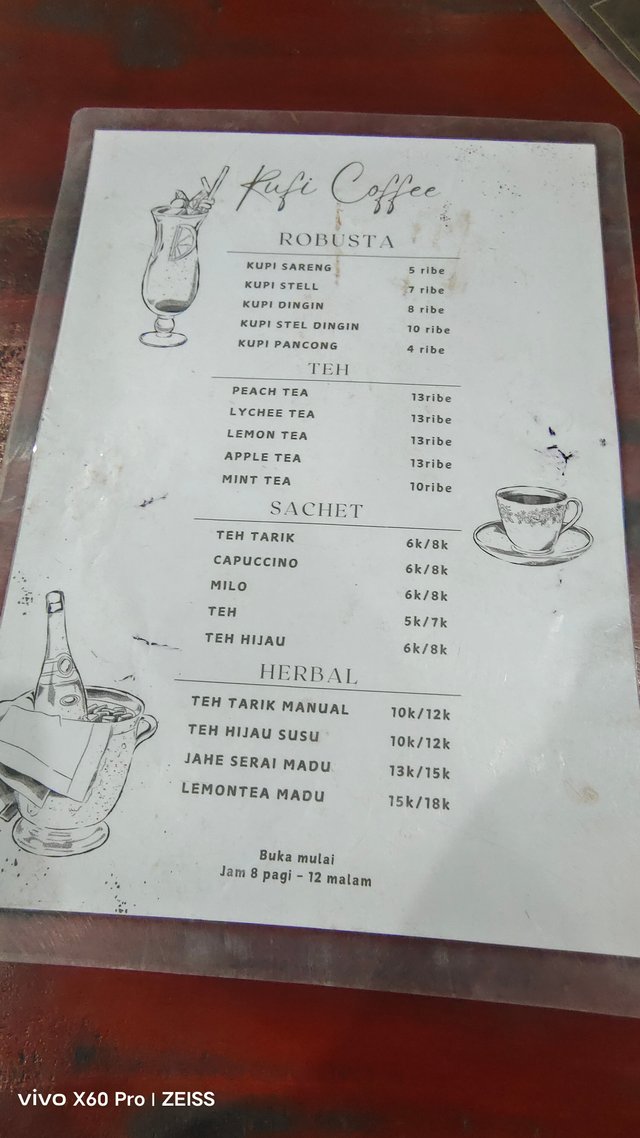 Kufi Coffee
ROBUSTA
KUPI SARENG 5 ribe
KUPI STELL 7 ribe
KUPI DINGIN 8 ribe
KUPI STEL DINGIN 10 ribe
KUPI PANCONG 4 ribe
TEH
PEACH TEA 13ribe
LYCHEE TEA 13ribe
LEMON TEA 13ribe
APPLE TEA 13ribe
MINT TEA 10ribe
SACHET
TEH TARIK 6k/8k
CAPUCCINO 6k/8k
MILO 6k/8k
TEH 5k/7k
TEH HIJAU 6k/8k
HERBAL
TEH TARIK MANUAL 10k/12k
TEH HIJAU SUSU 10k/12k
JAHE SERAI MADU 13k/15k
LEMONTEA MADU 15k/18k
Buka mulai
Jam 8 pagi - 12 malam
vivo X60 Pro | ZEISS